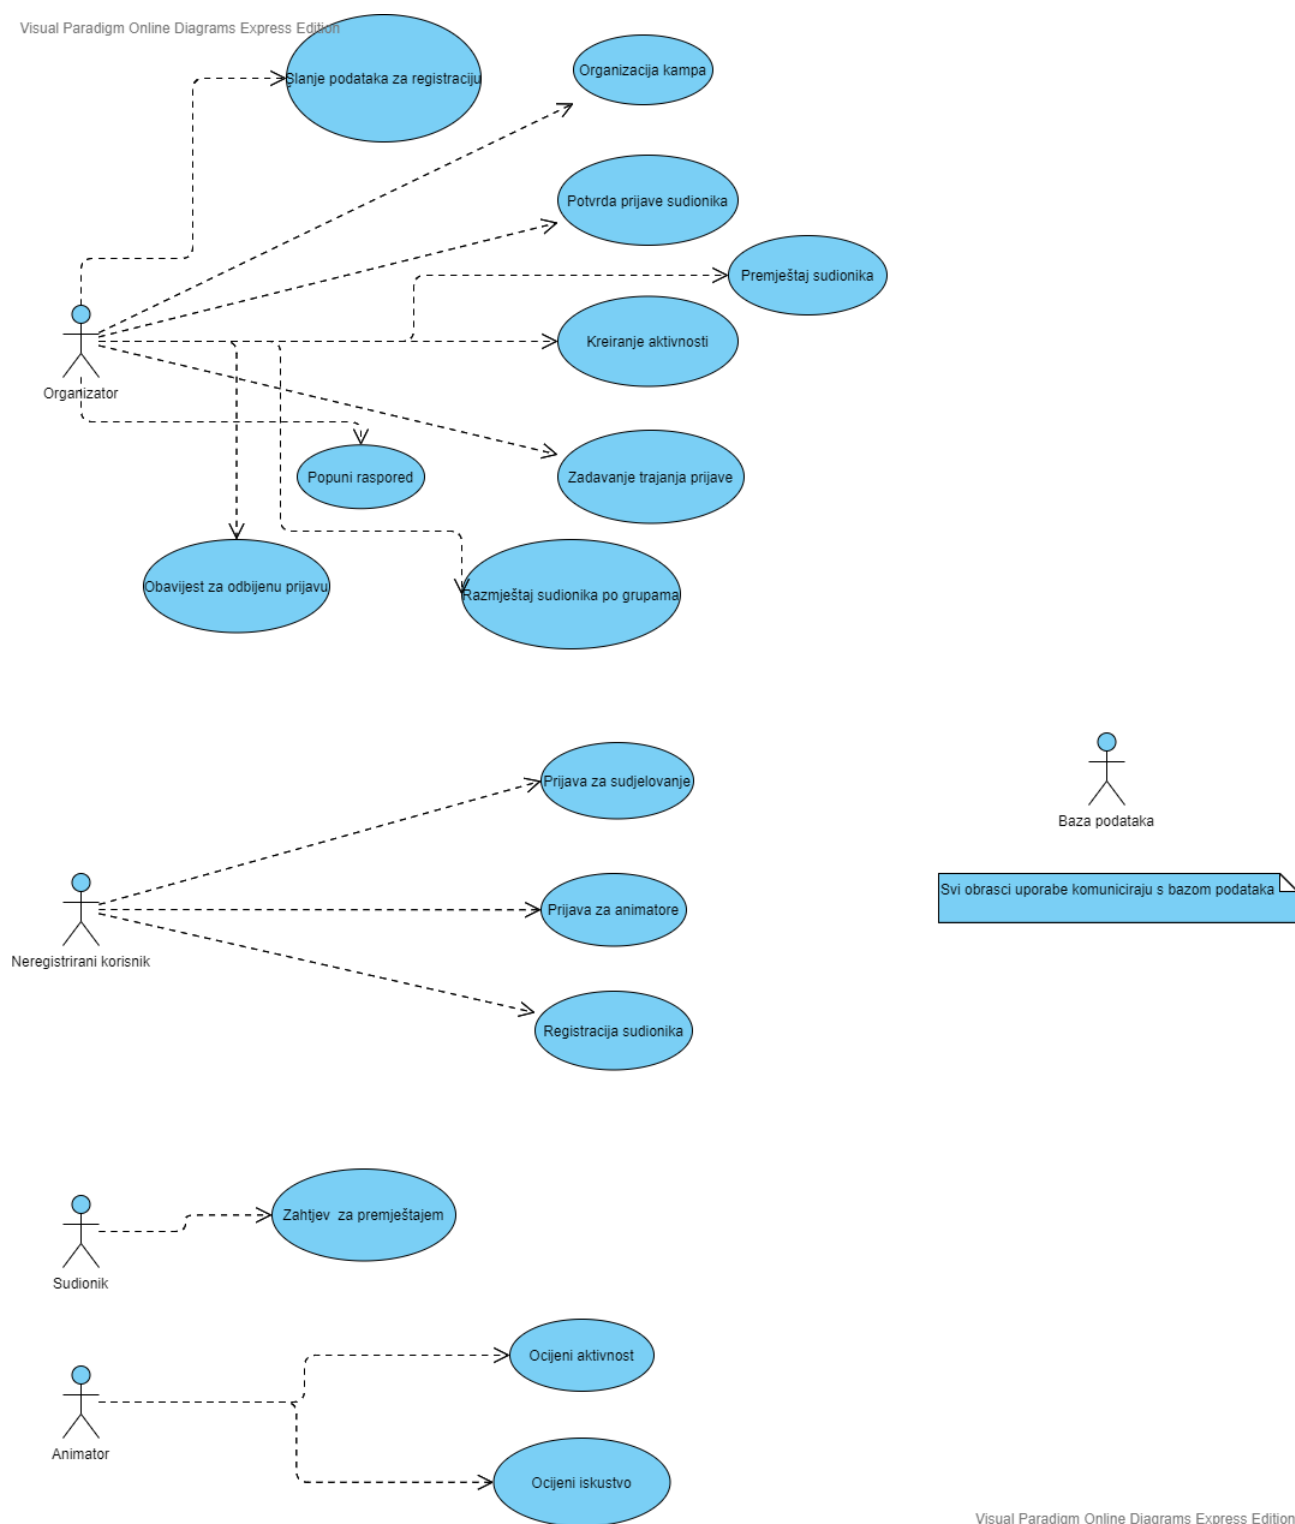 Visual Paradigm Online Diagrams Express Edition
Slanje podataka za registraciju
Organizacija kampa
Potvrda prijave sudionika
Premještaj sudionika
Kreiranje aktivnosti
Organizator
Popuni raspored
Zadavanje trajanja prijave
Obavijest za odbijenu prijavu
Razmještaj sudionika po grupama
Prijava za sudjelovanje
Baza podataka
Svi obrasci uporabe komuniciraju s bazom podataka
Prijava za animatore
Neregistrirani korisnik
Registracija sudionika
Zahtjev  za premještajem
Sudionik
Ocijeni aktivnost
Animator
Ocijeni iskustvo
Visual Paradigm Online Diagrams Express Edition